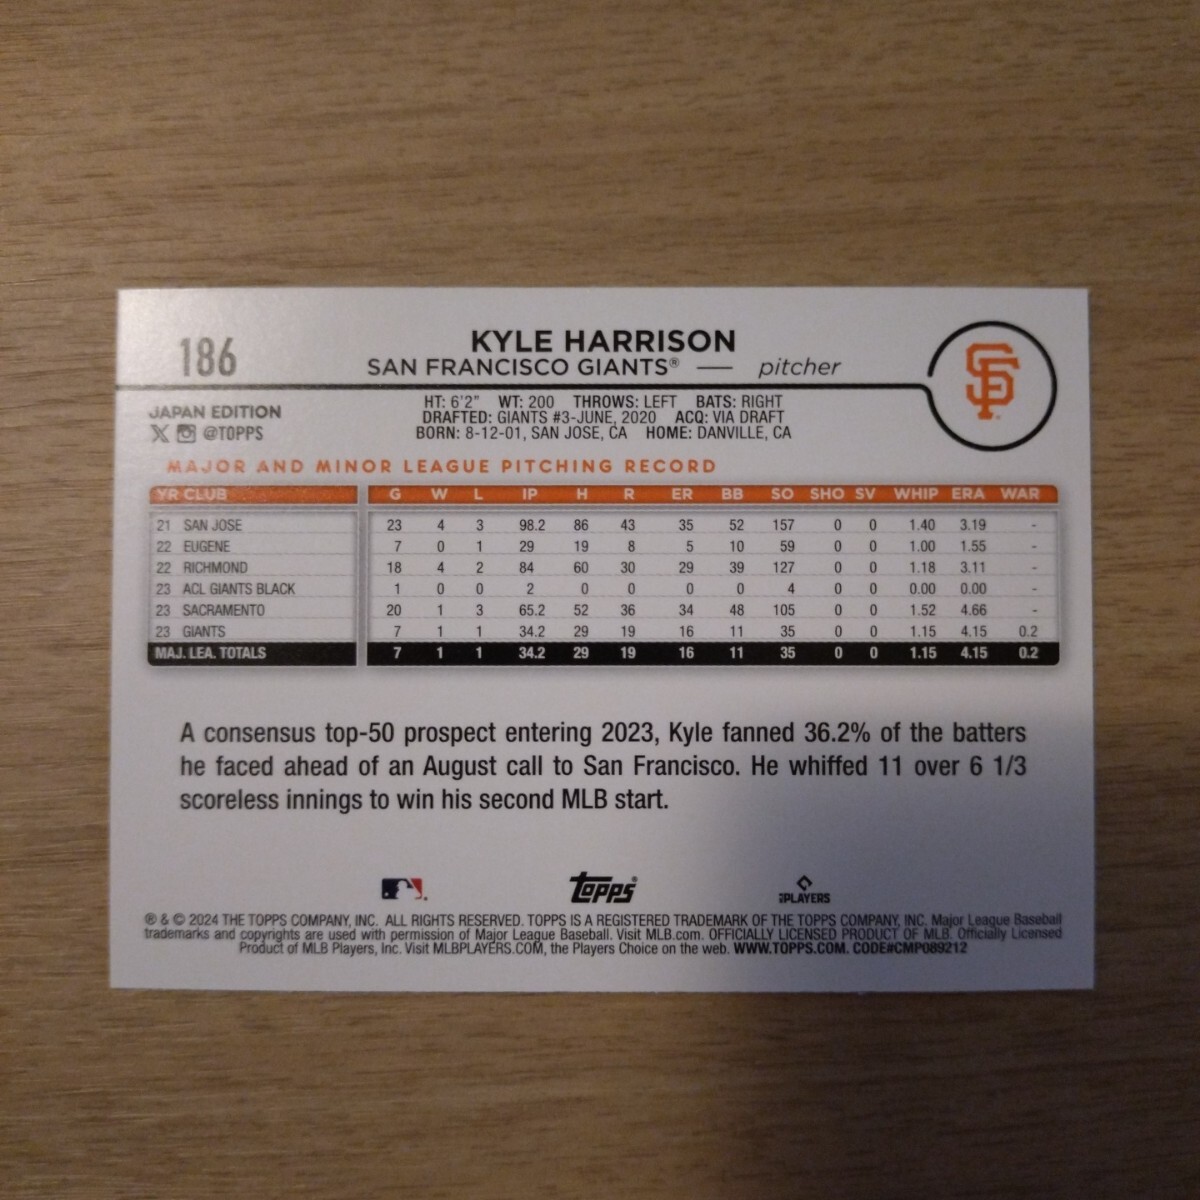 186
KYLE HARRISON
SAN FRANCISCO GIANTS® — pitcher
SF
JAPAN EDITION
X @TOPPS
HT: 6'2" WT: 200 THROWS: LEFT BATS: RIGHT
DRAFTED: GIANTS #3-JUNE, 2020 ACQ: VIA DRAFT
BORN: 8-12-01, SAN JOSE, CA HOME: DANVILLE, CA
MAJOR AND MINOR LEAGUE PITCHING RECORD
YR CLUB G W L IP H R ER BB SO SHO SV WHIP ERA WAR
21 SAN JOSE 23 4 3 98.2 86 43 35 52 157 0 0 1.40 3.19 -
22 EUGENE 7 0 1 29 19 8 5 10 59 0 0 1.00 1.55 -
22 RICHMOND 18 4 2 84 60 30 29 39 127 0 0 1.18 3.11 -
23 ACL GIANTS BLACK 1 0 0 2 0 0 0 0 4 0 0 0.00 0.00 -
23 SACRAMENTO 20 1 3 65.2 52 36 34 48 105 0 0 1.52 4.66 -
23 GIANTS 7 1 1 34.2 29 19 16 11 35 0 0 1.15 4.15 0.2
MAJ. LEA. TOTALS 7 1 1 34.2 29 19 16 11 35 0 0 1.15 4.15 0.2
A consensus top-50 prospect entering 2023, Kyle fanned 36.2% of the batters
he faced ahead of an August call to San Francisco. He whiffed 11 over 6 1/3
scoreless innings to win his second MLB start.
Topps®
PLAYERS
® & © 2024 THE TOPPS COMPANY, INC. ALL RIGHTS RESERVED. TOPPS IS A REGISTERED TRADEMARK OF THE TOPPS COMPANY, INC. Major League Baseball
trademarks and copyrights are used with permission of Major League Baseball. Visit MLB.com. OFFICIALLY LICENSED PRODUCT OF MLB. Officially Licensed
Product of MLB Players, Inc. Visit MLBPLAYERS.COM, the Players Choice on the web. WWW.TOPPS.COM. CODE#CMP089212